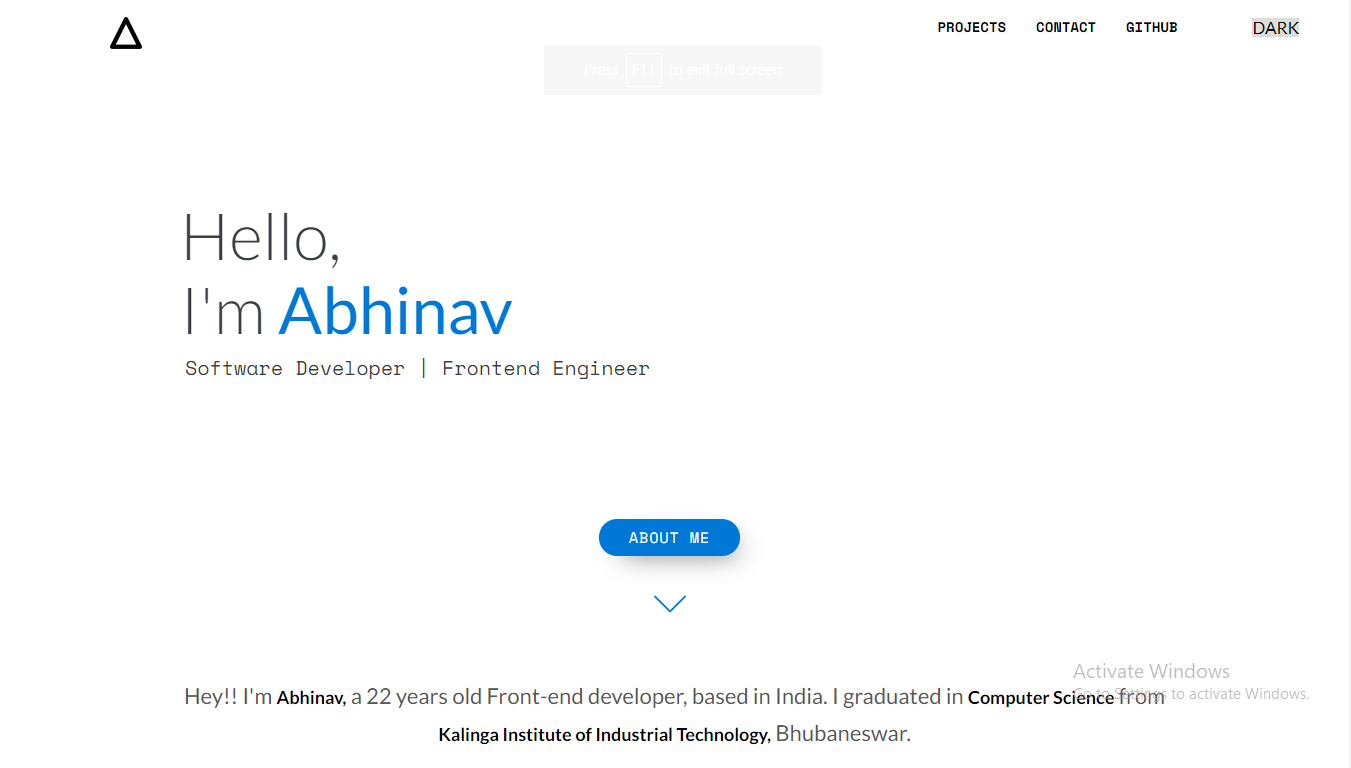 PROJECTS CONTACT GITHUB DARK
Press F11 to exit full screen
Hello,
I'm Abhinav
Software Developer | Frontend Engineer
ABOUT ME
Activate Windows
Go to Settings to activate Windows.
Hey!! I'm Abhinav, a 22 years old Front-end developer, based in India. I graduated in Computer Science from
Kalinga Institute of Industrial Technology, Bhubaneswar.